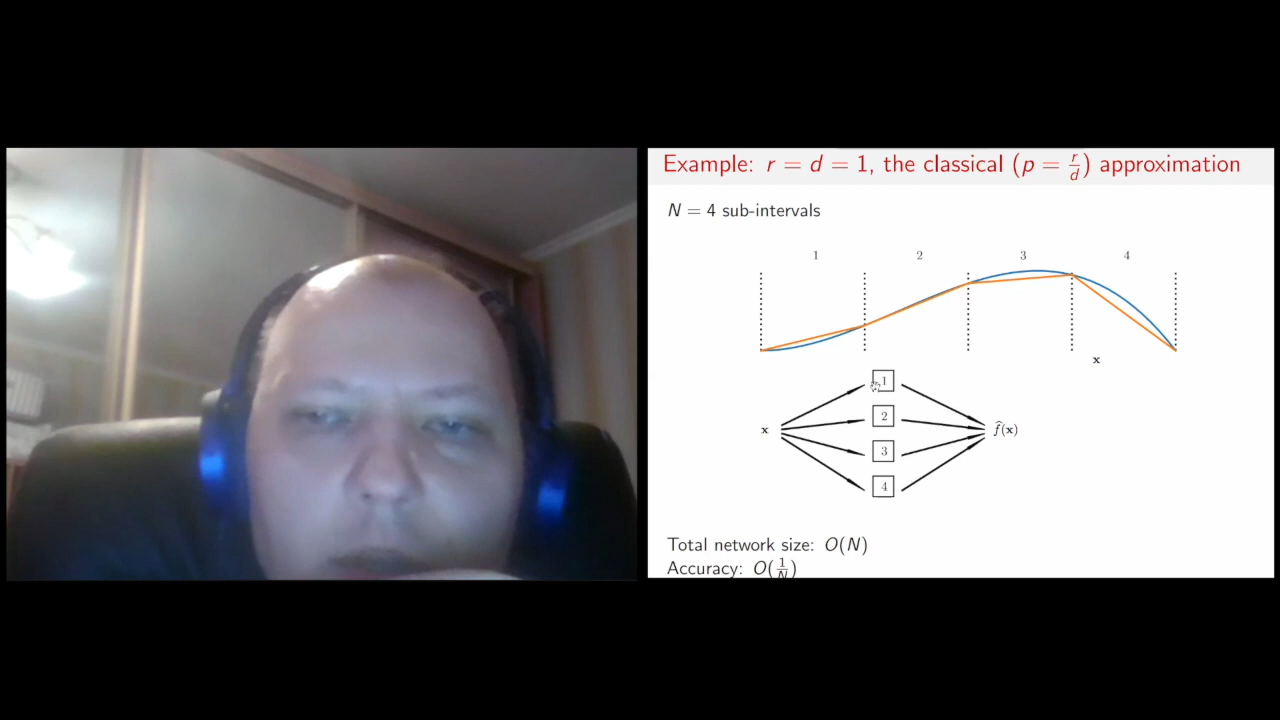 Example: r = d = 1, the classical (p = r/d) approximation
N = 4 sub-intervals
1 2 3 4
x
1
2
x
f̂(x)
3
4
Total network size: O(N)
Accuracy: O(1/N)